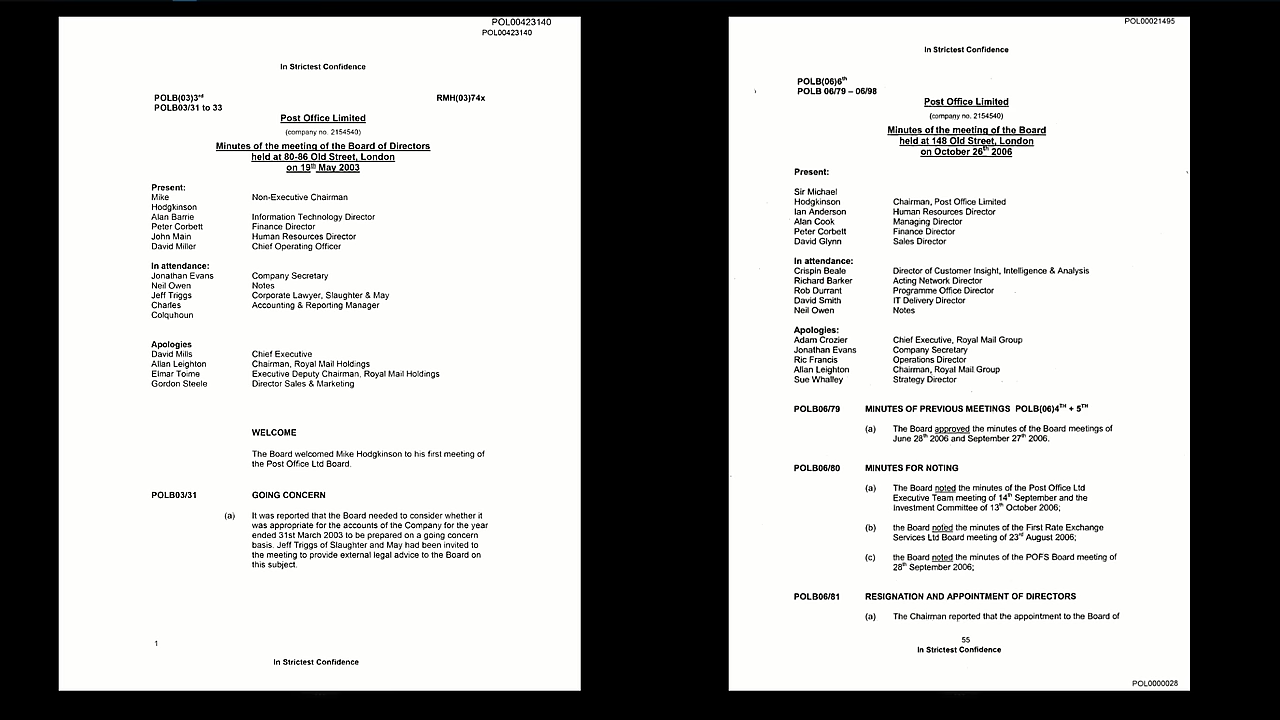 POL00423140
POL00423140
In Strictest Confidence
POLB(03)3rd RMH(03)74x
POLB03/31 to 33
Post Office Limited
(company no. 2154540)
Minutes of the meeting of the Board of Directors
held at 80-86 Old Street, London
on 19th May 2003
Present:
Mike Non-Executive Chairman
Hodgkinson
Alan Barrie Information Technology Director
Peter Corbett Finance Director
John Main Human Resources Director
David Miller Chief Operating Officer
In attendance:
Jonathan Evans Company Secretary
Neil Owen Notes
Jeff Triggs Corporate Lawyer, Slaughter & May
Charles Accounting & Reporting Manager
Colquhoun
Apologies
David Mills Chief Executive
Allan Leighton Chairman, Royal Mail Holdings
Elmar Toime Executive Deputy Chairman, Royal Mail Holdings
Gordon Steele Director Sales & Marketing
WELCOME
The Board welcomed Mike Hodgkinson to his first meeting of
the Post Office Ltd Board.
POLB03/31 GOING CONCERN
(a) It was reported that the Board needed to consider whether it
was appropriate for the accounts of the Company for the year
ended 31st March 2003 to be prepared on a going concern
basis. Jeff Triggs of Slaughter and May had been invited to
the meeting to provide external legal advice to the Board on
this subject.
1
In Strictest Confidence
POL00021495
In Strictest Confidence
POLB(06)6th
POLB 06/79 – 06/98
Post Office Limited
(company no. 2154540)
Minutes of the meeting of the Board
held at 148 Old Street, London
on October 26th 2006
Present:
Sir Michael
Hodgkinson Chairman, Post Office Limited
Ian Anderson Human Resources Director
Alan Cook Managing Director
Peter Corbett Finance Director
David Glynn Sales Director
In attendance:
Crispin Beale Director of Customer Insight, Intelligence & Analysis
Richard Barker Acting Network Director
Rob Durrant Programme Office Director
David Smith IT Delivery Director
Neil Owen Notes
Apologies:
Adam Crozier Chief Executive, Royal Mail Group
Jonathan Evans Company Secretary
Ric Francis Operations Director
Allan Leighton Chairman, Royal Mail Group
Sue Whalley Strategy Director
POLB06/79 MINUTES OF PREVIOUS MEETINGS POLB(06)4TH + 5TH
(a) The Board approved the minutes of the Board meetings of
June 28th 2006 and September 27th 2006.
POLB06/80 MINUTES FOR NOTING
(a) The Board noted the minutes of the Post Office Ltd
Executive Team meeting of 14th September and the
Investment Committee of 13th October 2006;
(b) the Board noted the minutes of the First Rate Exchange
Services Ltd Board meeting of 23rd August 2006;
(c) the Board noted the minutes of the POFS Board meeting of
28th September 2006;
POLB06/81 RESIGNATION AND APPOINTMENT OF DIRECTORS
(a) The Chairman reported that the appointment to the Board of
55
In Strictest Confidence
POL0000028